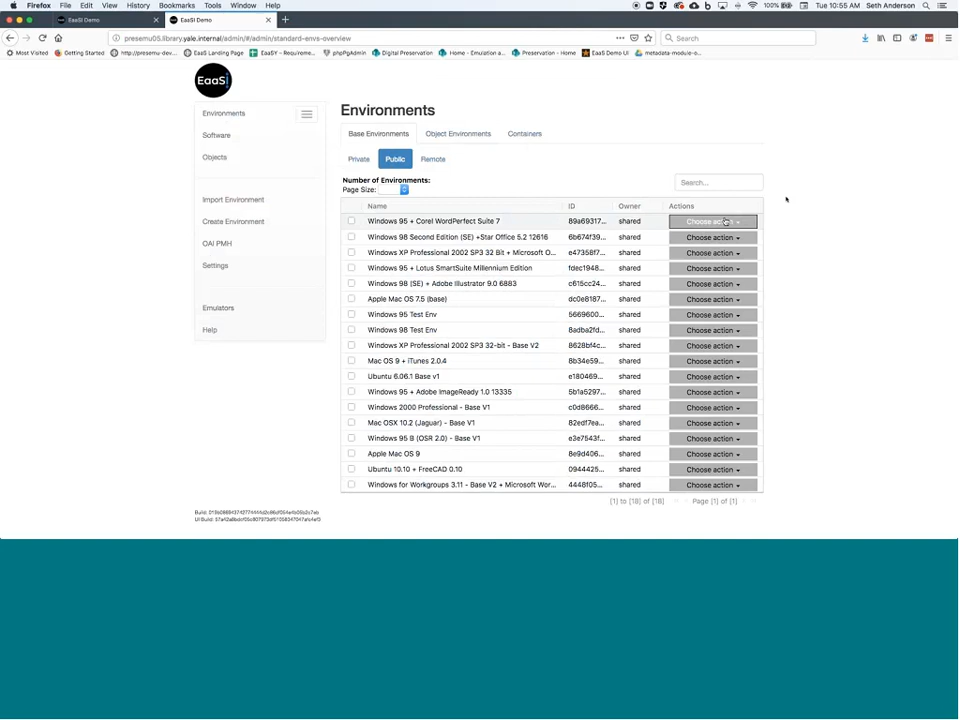 Firefox File Edit View History Bookmarks Tools Window Help 100% Tue 10:55 AM Seth Anderson
EaaSI Demo EaaSI Demo
presemu05.library.yale.internal/admin/#/admin/standard-envs-overview Search
Most Visited Getting Started http://presemu-dev... EaaS Landing Page EaaSY - Requireme... phpPgAdmin Digital Preservation Home - Emulation a... Preservation - Home EaaS Demo UI metadata-module-o...
EaaSI
Environments
Software
Objects
Import Environment
Create Environment
OAI PMH
Settings
Emulators
Help
Environments
Base Environments Object Environments Containers
Private Public Remote
Number of Environments:
Page Size:
Search...
Name ID Owner Actions
Windows 95 + Corel WordPerfect Suite 7 89a69317... shared Choose action
Windows 98 Second Edition (SE) +Star Office 5.2 12616 6b674f39... shared Choose action
Windows XP Professional 2002 SP3 32 Bit + Microsoft O... e47358f7... shared Choose action
Windows 95 + Lotus SmartSuite Millennium Edition fdec1948... shared Choose action
Windows 98 (SE) + Adobe Illustrator 9.0 6883 c615cc24... shared Choose action
Apple Mac OS 7.5 (base) dc0e8187... shared Choose action
Windows 95 Test Env 5669600... shared Choose action
Windows 98 Test Env 8adba2fd... shared Choose action
Windows XP Professional 2002 SP3 32-bit - Base V2 8628bf4c... shared Choose action
Mac OS 9 + iTunes 2.0.4 8b34e59... shared Choose action
Ubuntu 6.06.1 Base v1 e180469... shared Choose action
Windows 95 + Adobe ImageReady 1.0 13335 5b1a5297... shared Choose action
Windows 2000 Professional - Base V1 c0d8666... shared Choose action
Mac OSX 10.2 (Jaguar) - Base V1 82edf7ea... shared Choose action
Windows 95 B (OSR 2.0) - Base V1 e3e7543f... shared Choose action
Apple Mac OS 9 8e9d406... shared Choose action
Ubuntu 10.10 + FreeCAD 0.10 0944425... shared Choose action
Windows for Workgroups 3.11 - Base V2 + Microsoft Wor... 4448f05... shared Choose action
[1] to [18] of [18] Page [1] of [1]
Build:
UI Build: